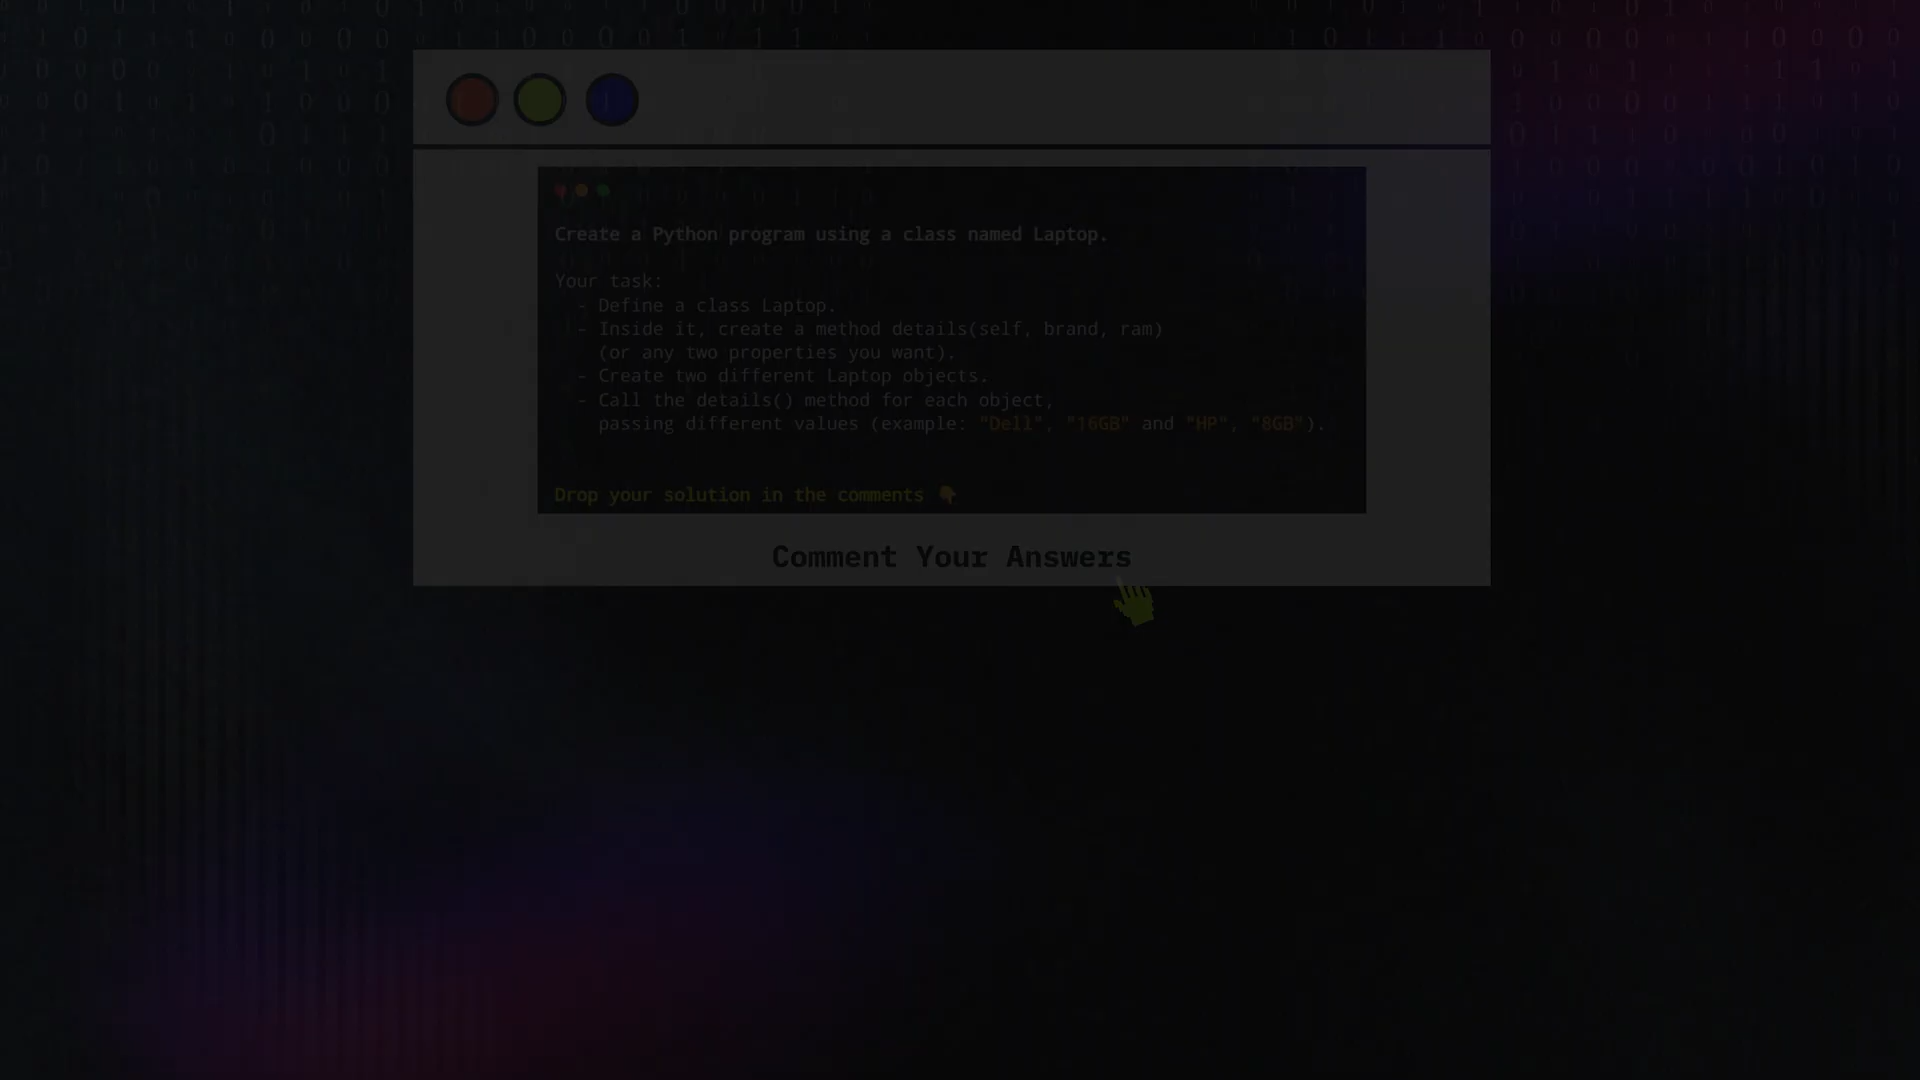 Create a Python program using a class named Laptop.
Your task:
- Define a class Laptop.
- Inside it, create a method details(self, brand, ram)
(or any two properties you want).
- Create two different Laptop objects.
- Call the details() method for each object,
passing different values (example: "Dell", "16GB" and "HP", "8GB").
Drop your solution in the comments 👇
Comment Your Answers